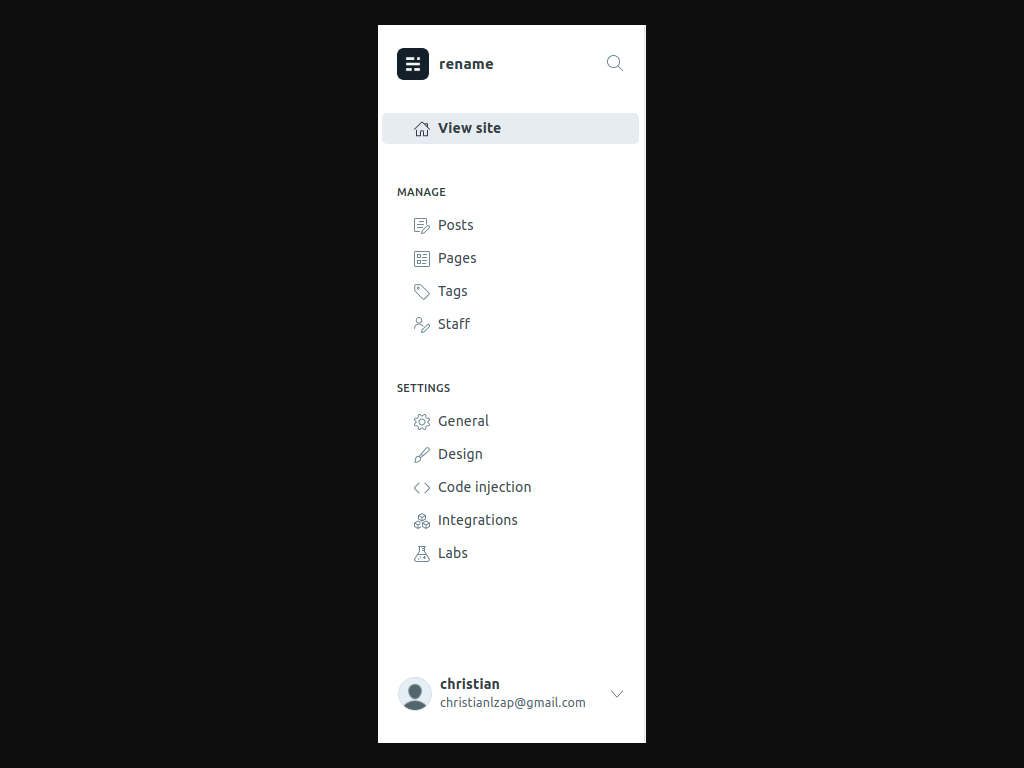 rename
View site
MANAGE
Posts
Pages
Tags
Staff
SETTINGS
General
Design
Code injection
Integrations
Labs
christian
christianlzap@gmail.com